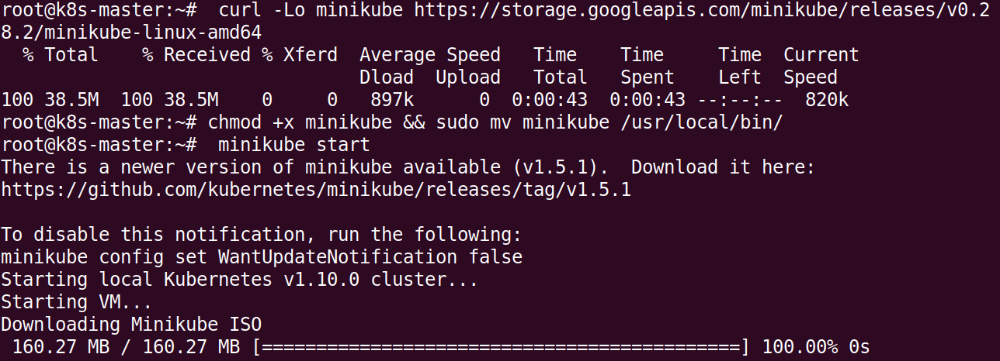 root@k8s-master:~#  curl -Lo minikube https://storage.googleapis.com/minikube/releases/v0.2
8.2/minikube-linux-amd64
  % Total    % Received % Xferd  Average Speed   Time    Time     Time  Current
                                 Dload  Upload   Total   Spent    Left  Speed
100 38.5M  100 38.5M    0     0   897k      0  0:00:43  0:00:43 --:--:--  820k
root@k8s-master:~# chmod +x minikube && sudo mv minikube /usr/local/bin/
root@k8s-master:~#  minikube start
There is a newer version of minikube available (v1.5.1).  Download it here:
https://github.com/kubernetes/minikube/releases/tag/v1.5.1

To disable this notification, run the following:
minikube config set WantUpdateNotification false
Starting local Kubernetes v1.10.0 cluster...
Starting VM...
Downloading Minikube ISO
 160.27 MB / 160.27 MB [============================================] 100.00% 0s